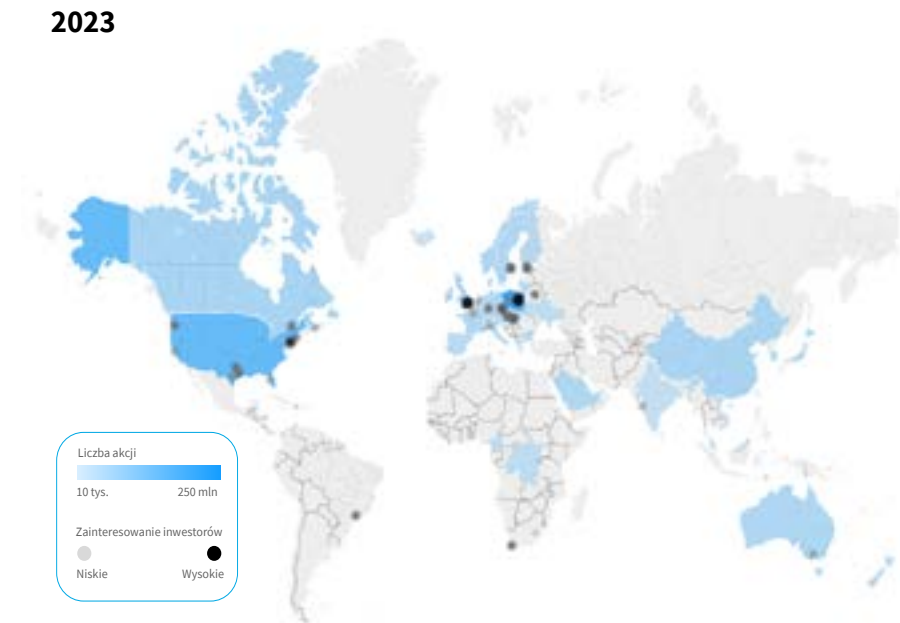 2023
Liczba akcji
10 tys. 250 mln
Zainteresowanie inwestorów
Niskie Wysokie